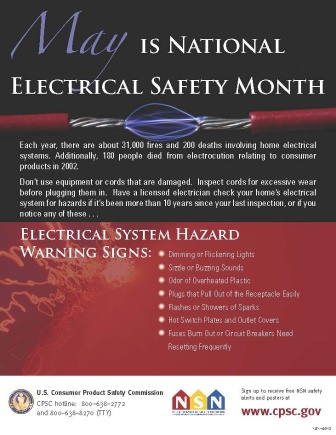 May IS NATIONAL
ELECTRICAL SAFETY MONTH
Each year, there are about 31,000 fires and 200 deaths involving home electrical
systems. Additionally, 180 people died from electrocution relating to consumer
products in 2002.
Don't use equipment or cords that are damaged. Inspect cords for excessive wear
before plugging them in. Have a licensed electrician check your home's electrical
system for hazards if it's been more than 10 years since your last inspection, or if you
notice any of these . . .
ELECTRICAL SYSTEM HAZARD
WARNING SIGNS:
Dimming or Flickering Lights
Sizzle or Buzzing Sounds
Odor of Overheated Plastic
Plugs that Pull Out of the Receptacle Easily
Flashes or Showers of Sparks
Hot Switch Plates and Outlet Covers
Fuses Burn Out or Circuit Breakers Need
Resetting Frequently
U.S. Consumer Product Safety Commission
CPSC hotline: 800-638-2772
and 800-638-8270 (TTY)
NSN
Sign up to receive free NSN safety
alerts and posters at
www.cpsc.gov